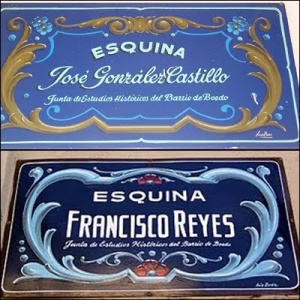 ESQUINA
José González Castillo
Junta de Estudios Históricos del Barrio de Boedo
ESQUINA
FRANCISCO REYES
Junta de Estudios Históricos del Barrio de Boedo